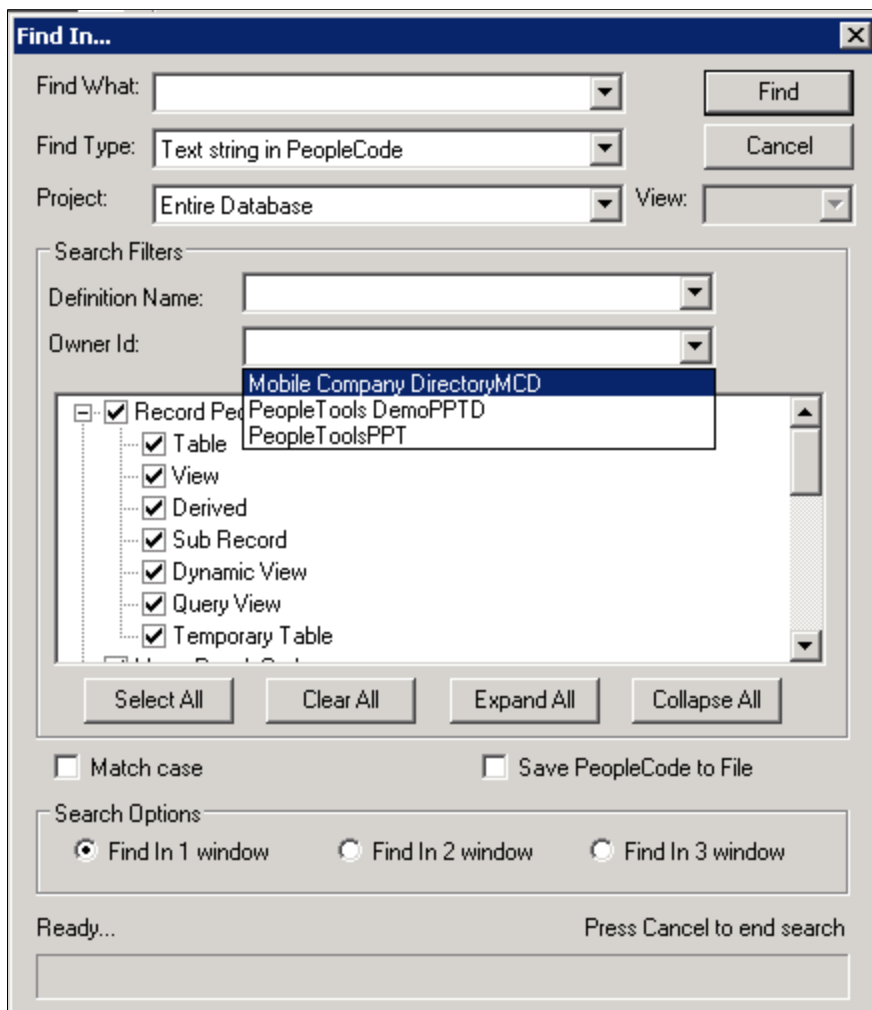 Find In...
Find What:
Find
Find Type: Text string in PeopleCode
Cancel
Project: Entire Database
View:
Search Filters
Definition Name:
Owner Id:
Mobile Company DirectoryMCD
PeopleTools DemoPPTD
PeopleToolsPPT
Record
Table
View
Derived
Sub Record
Dynamic View
Query View
Temporary Table
Select All Clear All Expand All Collapse All
Match case Save PeopleCode to File
Search Options
Find In 1 window Find In 2 window Find In 3 window
Ready... Press Cancel to end search